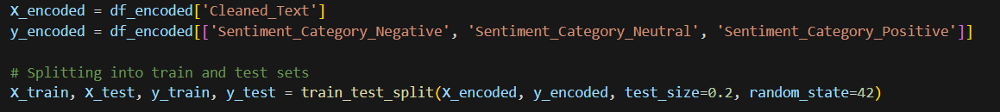 X_encoded = df_encoded['Cleaned_Text']
y_encoded = df_encoded[['Sentiment_Category_Negative', 'Sentiment_Category_Neutral', 'Sentiment_Category_Positive']]
# Splitting into train and test sets
X_train, X_test, y_train, y_test = train_test_split(X_encoded, y_encoded, test_size=0.2, random_state=42)